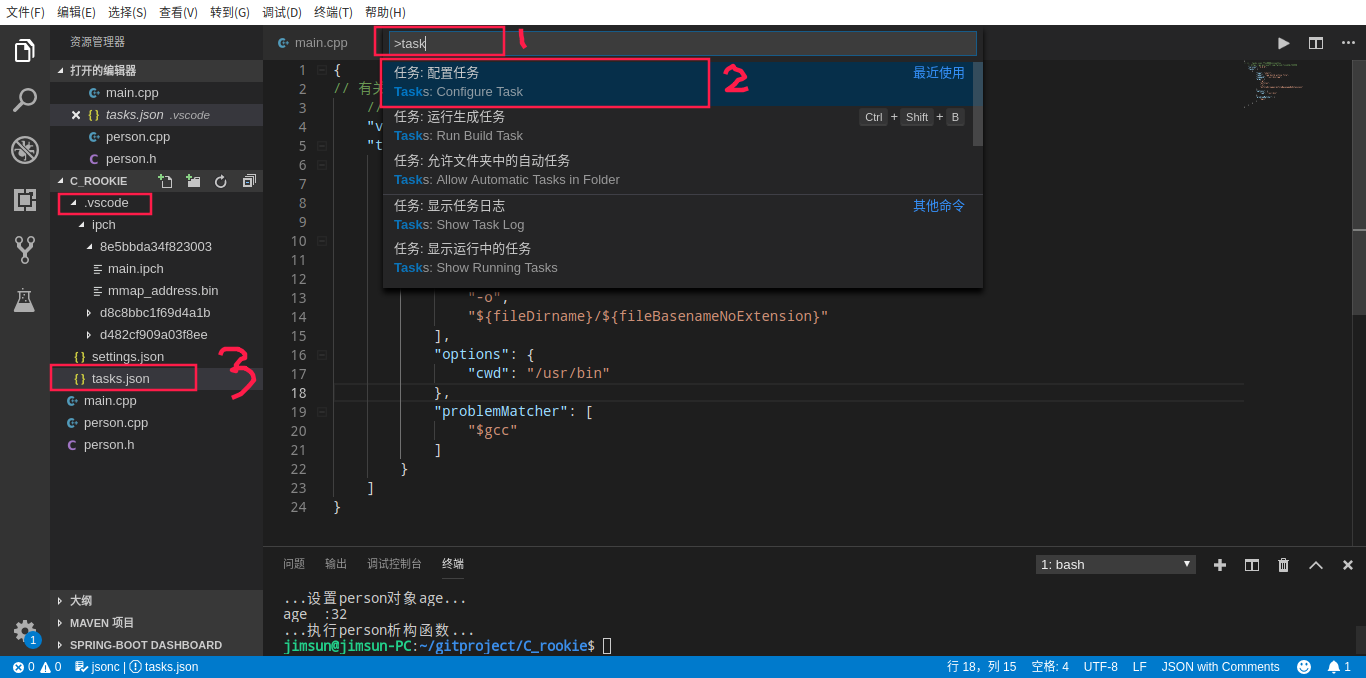 文件(F) 编辑(E) 选择(S) 查看(V) 转到(G) 调试(D) 终端(T) 帮助(H)
资源管理器
打开的编辑器
main.cpp
tasks.json .vscode
person.cpp
person.h
C_ROOKIE
.vscode
ipch
8e5bbda34f823003
main.ipch
mmap_address.bin
d8c8bbc1f69d4a1b
d482cf909a03f8ee
settings.json
tasks.json
3
main.cpp
person.cpp
person.h
大纲
MAVEN 项目
SPRING-BOOT DASHBOARD
1
main.cpp
>task
1
任务: 配置任务 最近使用
Tasks: Configure Task
2
任务: 运行生成任务 Ctrl + Shift + B
Tasks: Run Build Task
任务: 允许文件夹中的自动任务
Tasks: Allow Automatic Tasks in Folder
任务: 显示任务日志 其他命令
Tasks: Show Task Log
任务: 显示运行中的任务
Tasks: Show Running Tasks
1 {
2 // 有关
3 //
4 "v
5 "t
6
7
8
9
10
11
12
13 "-o",
14 "${fileDirname}/${fileBasenameNoExtension}"
15 ],
16 "options": {
17 "cwd": "/usr/bin"
18 },
19 "problemMatcher": [
20 "$gcc"
21 ]
22 }
23 ]
24 }
问题 输出 调试控制台 终端 1: bash
...设置person对象age...
age :32
...执行person析构函数...
jimsun@jimsun-PC:~/gitproject/C_rookie$
0 0 jsonc | tasks.json 行 18，列 15 空格: 4 UTF-8 LF JSON with Comments 1